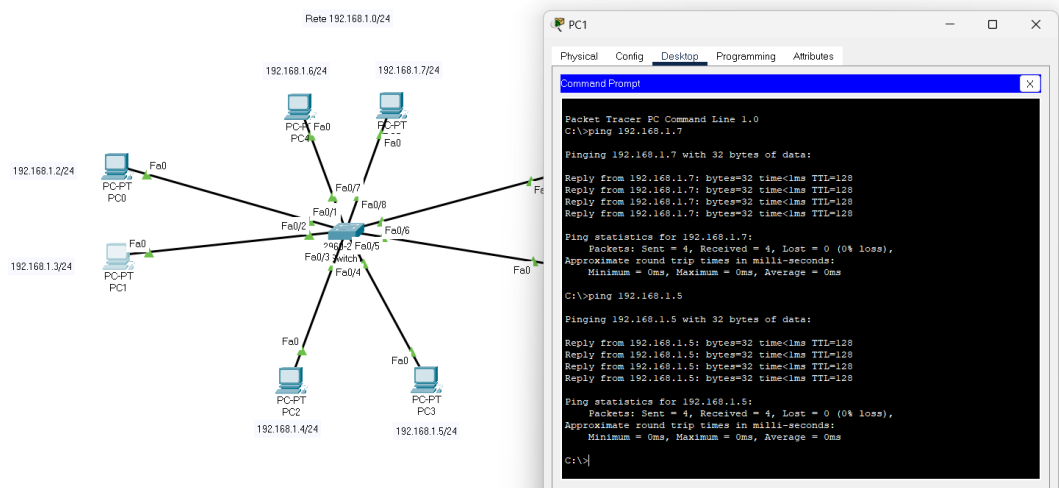 Rete 192.168.1.0/24
192.168.1.6/24
192.168.1.7/24
Fa0
PC4
PC-PT
Fa0
192.168.1.2/24
Fa0
PC-PT
PC0
Fa0/7
Fa0/8
Fa0/1
Fa0/2
Fa0/6
Fa0/5
Fa0/3
Fa0/4
Fa0
192.168.1.3/24
PC-PT
PC1
Fa0
Fa0
PC-PT
PC2
192.168.1.4/24
Fa0
PC-PT
PC3
192.168.1.5/24
PC1
Physical Config Desktop Programming Attributes
Command Prompt
X
Packet Tracer PC Command Line 1.0
C:\>ping 192.168.1.7
Pinging 192.168.1.7 with 32 bytes of data:
Reply from 192.168.1.7: bytes=32 time<1ms TTL=128
Reply from 192.168.1.7: bytes=32 time<1ms TTL=128
Reply from 192.168.1.7: bytes=32 time<1ms TTL=128
Reply from 192.168.1.7: bytes=32 time<1ms TTL=128
Ping statistics for 192.168.1.7:
Packets: Sent = 4, Received = 4, Lost = 0 (0% loss),
Approximate round trip times in milli-seconds:
Minimum = 0ms, Maximum = 0ms, Average = 0ms
C:\>ping 192.168.1.5
Pinging 192.168.1.5 with 32 bytes of data:
Reply from 192.168.1.5: bytes=32 time<1ms TTL=128
Reply from 192.168.1.5: bytes=32 time<1ms TTL=128
Reply from 192.168.1.5: bytes=32 time<1ms TTL=128
Reply from 192.168.1.5: bytes=32 time<1ms TTL=128
Ping statistics for 192.168.1.5:
Packets: Sent = 4, Received = 4, Lost = 0 (0% loss),
Approximate round trip times in milli-seconds:
Minimum = 0ms, Maximum = 0ms, Average = 0ms
C:\>